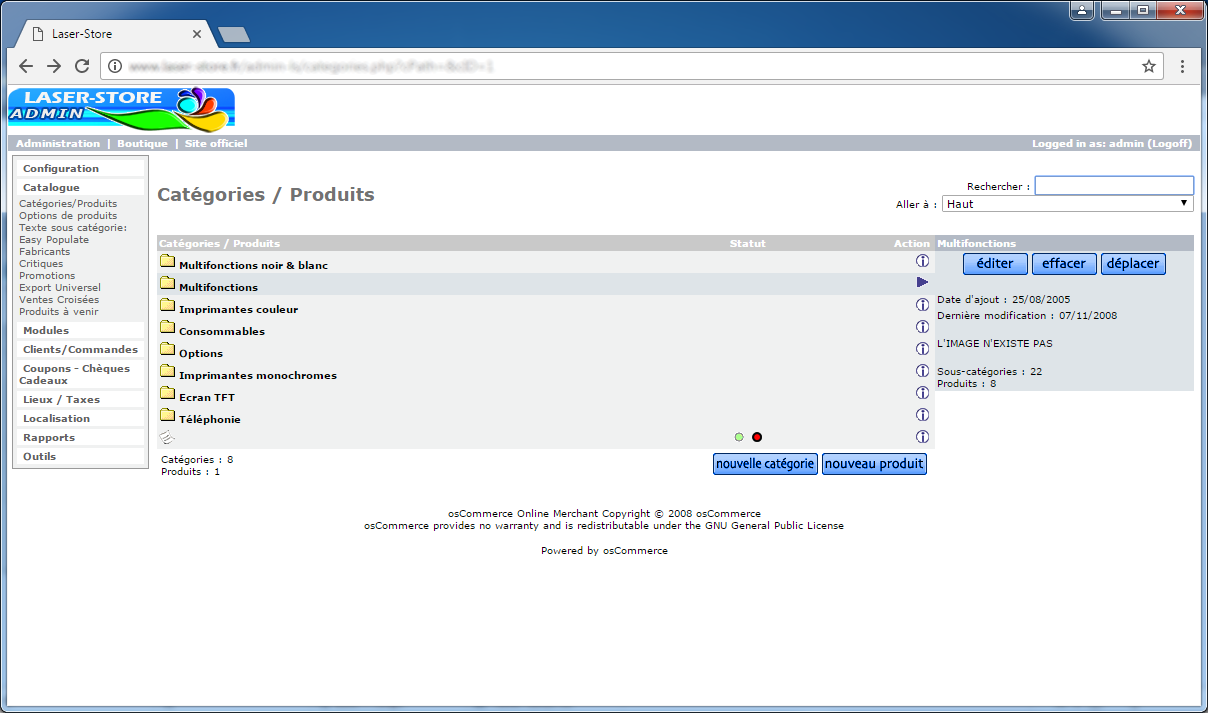 Laser-Store
LASER-STORE
ADMIN
Administration | Boutique | Site officiel
Logged in as: admin (Logoff)
Configuration
Catalogue
Catégories/Produits
Options de produits
Texte sous catégorie:
Easy Populate
Fabricants
Critiques
Promotions
Export Universel
Ventes Croisées
Produits à venir
Modules
Clients/Commandes
Coupons - Chèques
Cadeaux
Lieux / Taxes
Localisation
Rapports
Outils
Catégories / Produits
Rechercher :
Aller à : Haut
Catégories / Produits Statut Action
Multifonctions noir & blanc
Multifonctions
Imprimantes couleur
Consommables
Options
Imprimantes monochromes
Ecran TFT
Téléphonie
Catégories : 8
Produits : 1
nouvelle catégorie nouveau produit
Multifonctions
éditer effacer déplacer
Date d'ajout : 25/08/2005
Dernière modification : 07/11/2008
L'IMAGE N'EXISTE PAS
Sous-catégories : 22
Produits : 8
osCommerce Online Merchant Copyright © 2008 osCommerce
osCommerce provides no warranty and is redistributable under the GNU General Public License
Powered by osCommerce